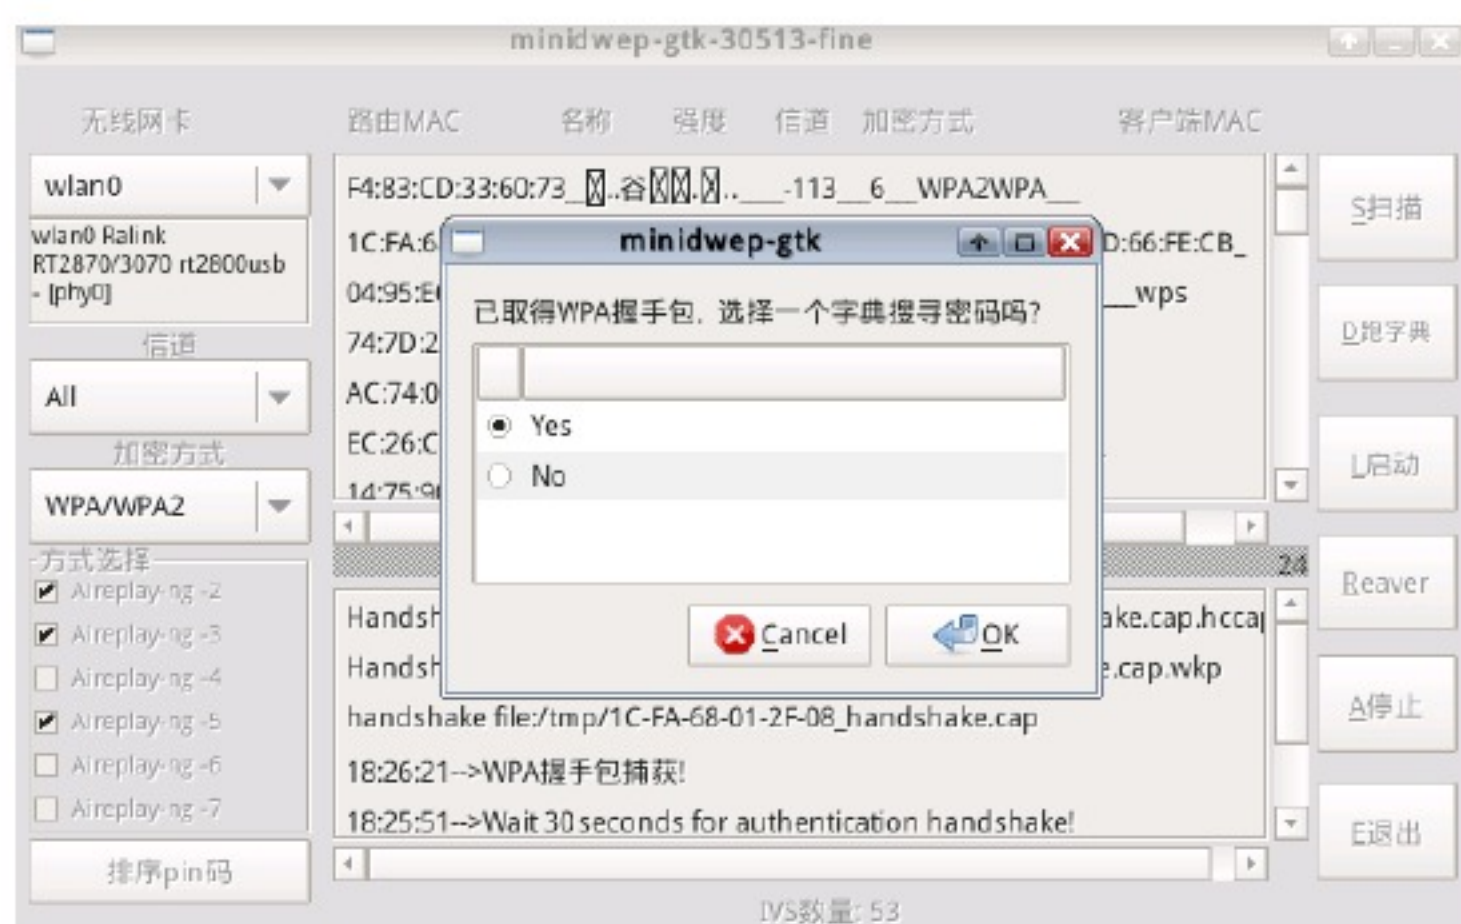 minidwep-gtk-30513-fine
无线网卡 路由MAC 名称 强度 信道 加密方式 客户端MAC
wlan0
wlan0 Ralink
RT2870/3070 rt2800usb
- [phy0]
信道
All
加密方式
WPA/WPA2
方式选择
Aireplay-ng -2
Aireplay-ng -3
Aireplay-ng -4
Aireplay-ng -5
Aireplay-ng -6
Aireplay-ng -7
排序pin码
F4:83:CD:33:60:73_ ..谷 . ..___-113__6__WPA2WPA___
1C:FA:6 D:66:FE:CB_
04:95:E ___wps
74:7D:2
AC:74:0
EC:26:C
14:75:9
minidwep-gtk
已取得WPA握手包, 选择一个字典搜寻密码吗?
Yes
No
Cancel OK
24
Handsh ake.cap.hccap
Handsh e.cap.wkp
handshake file:/tmp/1C-FA-68-01-2F-08_handshake.cap
18:26:21-->WPA握手包捕获!
18:25:51-->Wait 30 seconds for authentication handshake!
IVS数量: 53
S扫描
D跑字典
L启动
Reaver
A停止
E退出